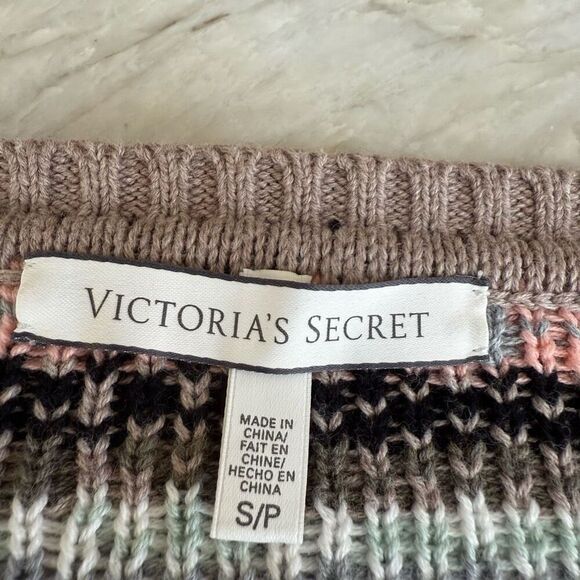 VICTORIA'S SECRET
MADE IN
CHINA/
FAIT EN
CHINE/
HECHO EN
CHINA
S/P